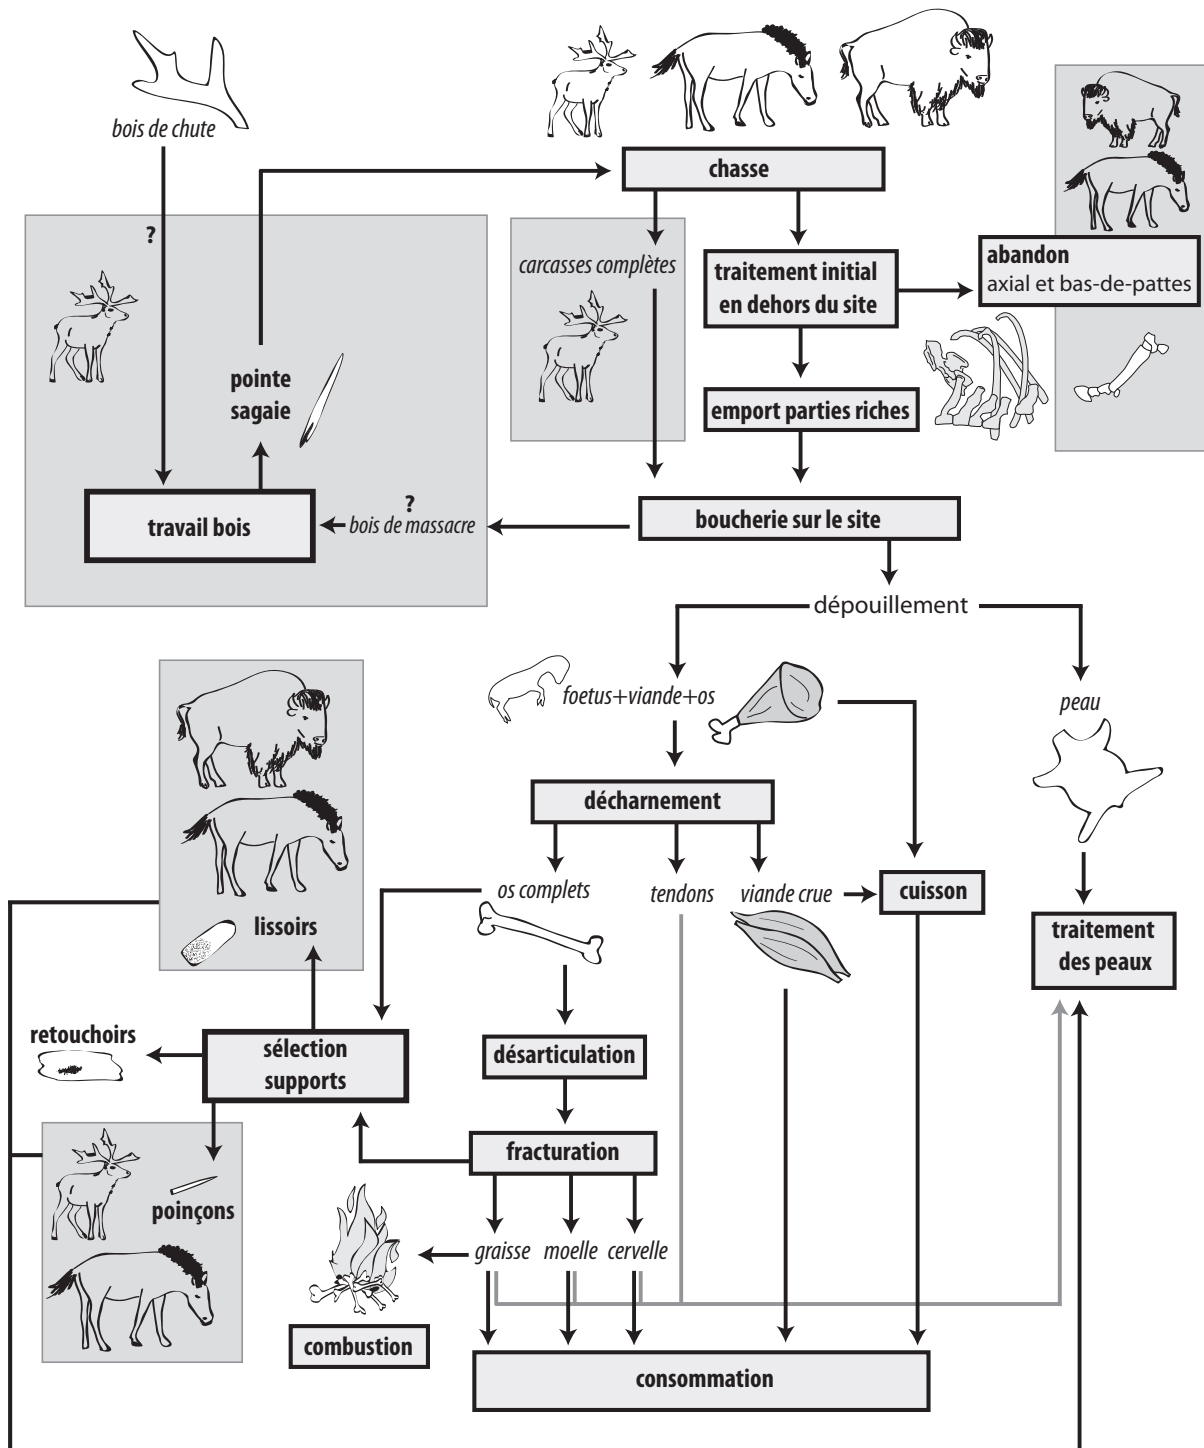 bois de chute
chasse
?
carcasses complètes
traitement initial
en dehors du site
abandon
axial et bas-de-pattes
pointe
sagaie
emport parties riches
?
travail bois
bois de massacre
boucherie sur le site
dépouillement
foetus+viande+os
peau
décharnement
os complets
tendons
viande crue
cuisson
lissoirs
traitement
des peaux
retouchoirs
sélection
supports
désarticulation
fracturation
poinçons
graisse
moelle
cervelle
combustion
consommation